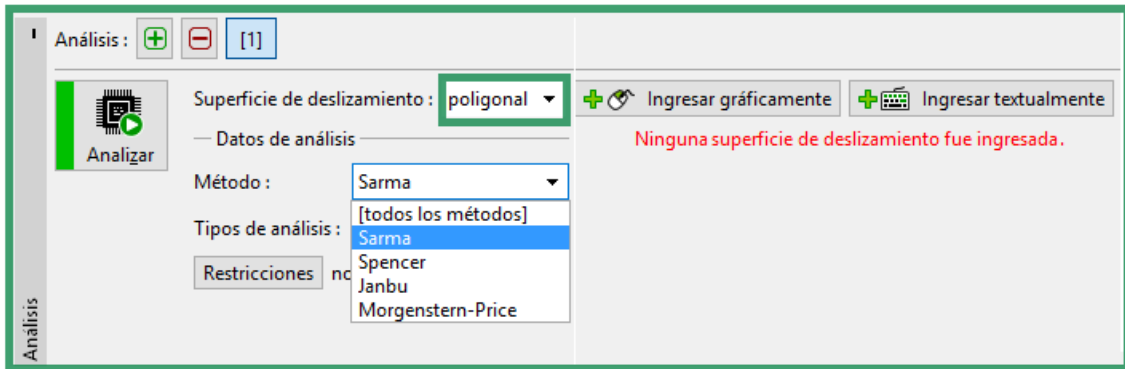 Análisis : [1]
Analizar
Superficie de deslizamiento : poligonal
Ingresar gráficamente
Ingresar textualmente
Ninguna superficie de deslizamiento fue ingresada.
Datos de análisis
Método : Sarma
[todos los métodos]
Tipos de análisis :
Sarma
Spencer
Restricciones
Janbu
Morgenstern-Price
Análisis